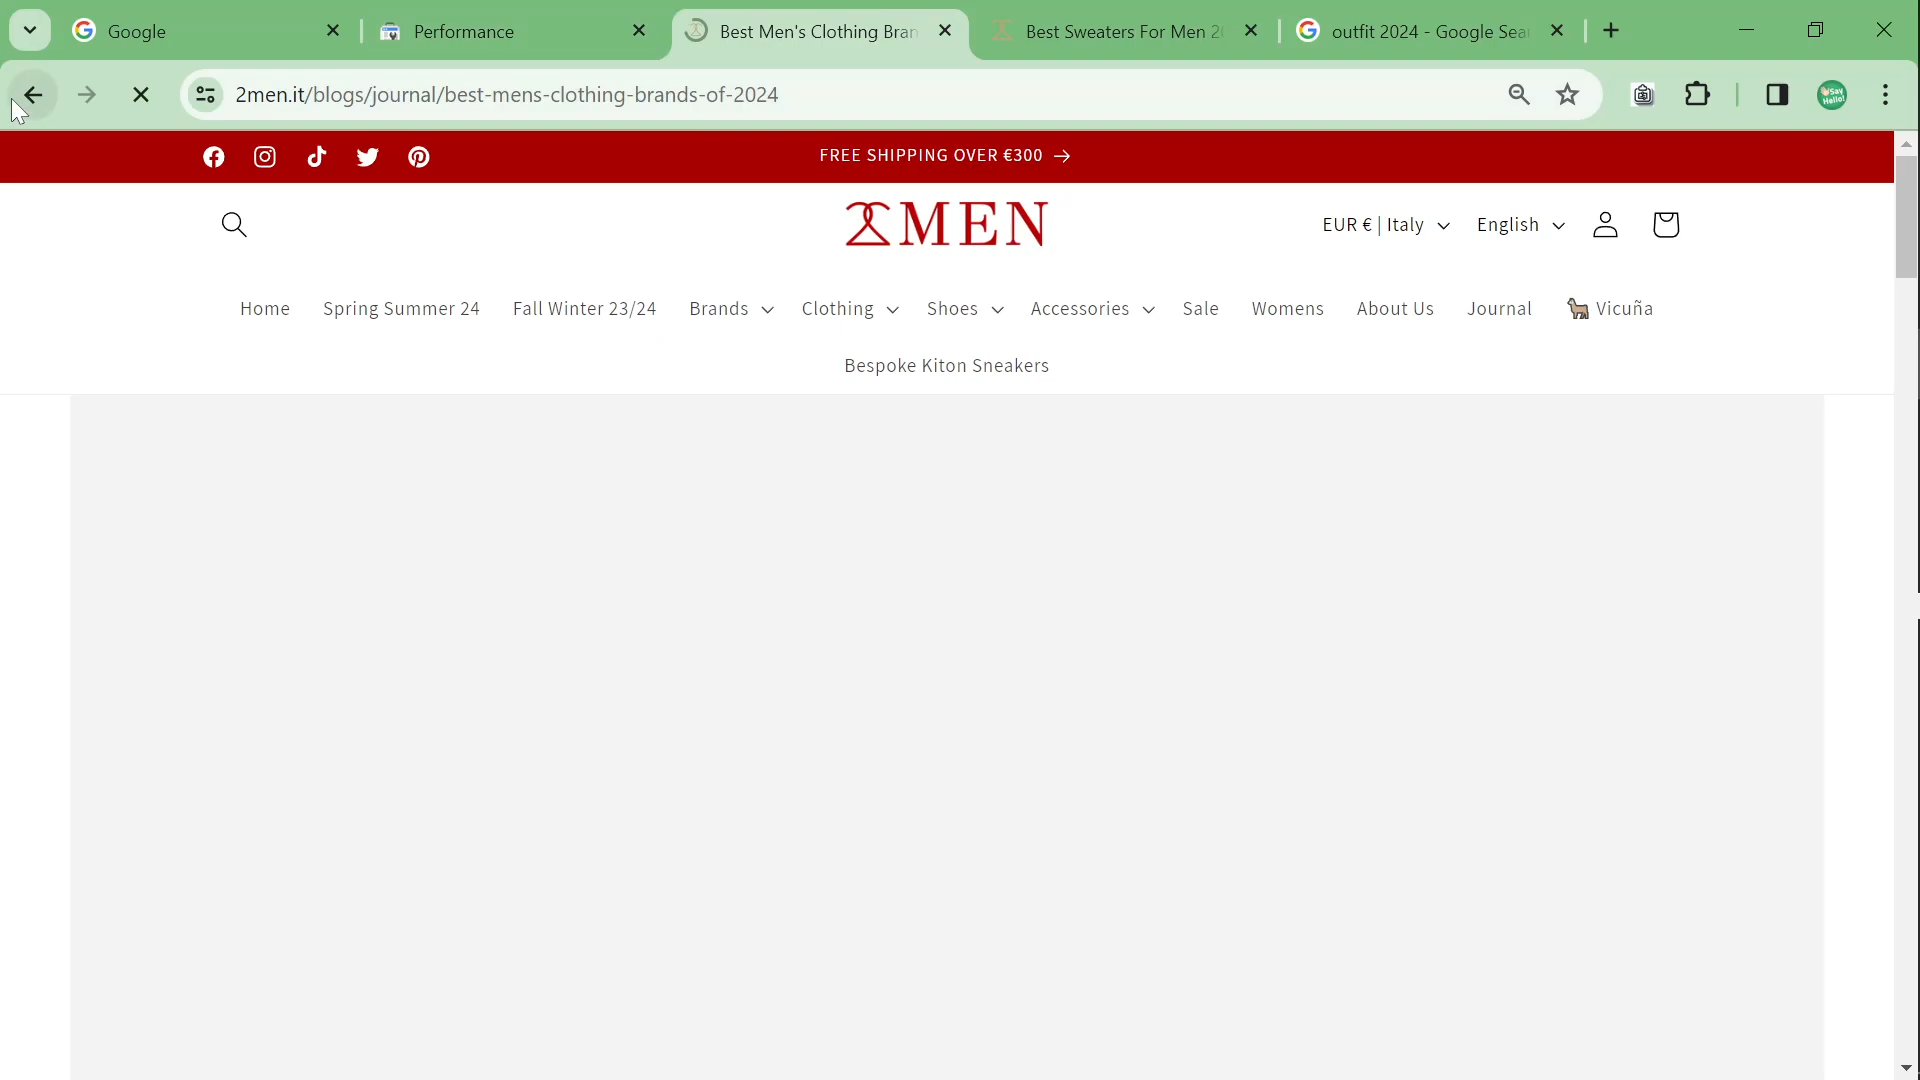 Google
Performance
Best Men's Clothing Bran
Best Sweaters For Men 2
outfit 2024 - Google Sea
2men.it/blogs/journal/best-mens-clothing-brands-of-2024
Say Hello!
FREE SHIPPING OVER €300
2MEN
EUR € | Italy
English
Home
Spring Summer 24
Fall Winter 23/24
Brands
Clothing
Shoes
Accessories
Sale
Womens
About Us
Journal
Vicuña
Bespoke Kiton Sneakers